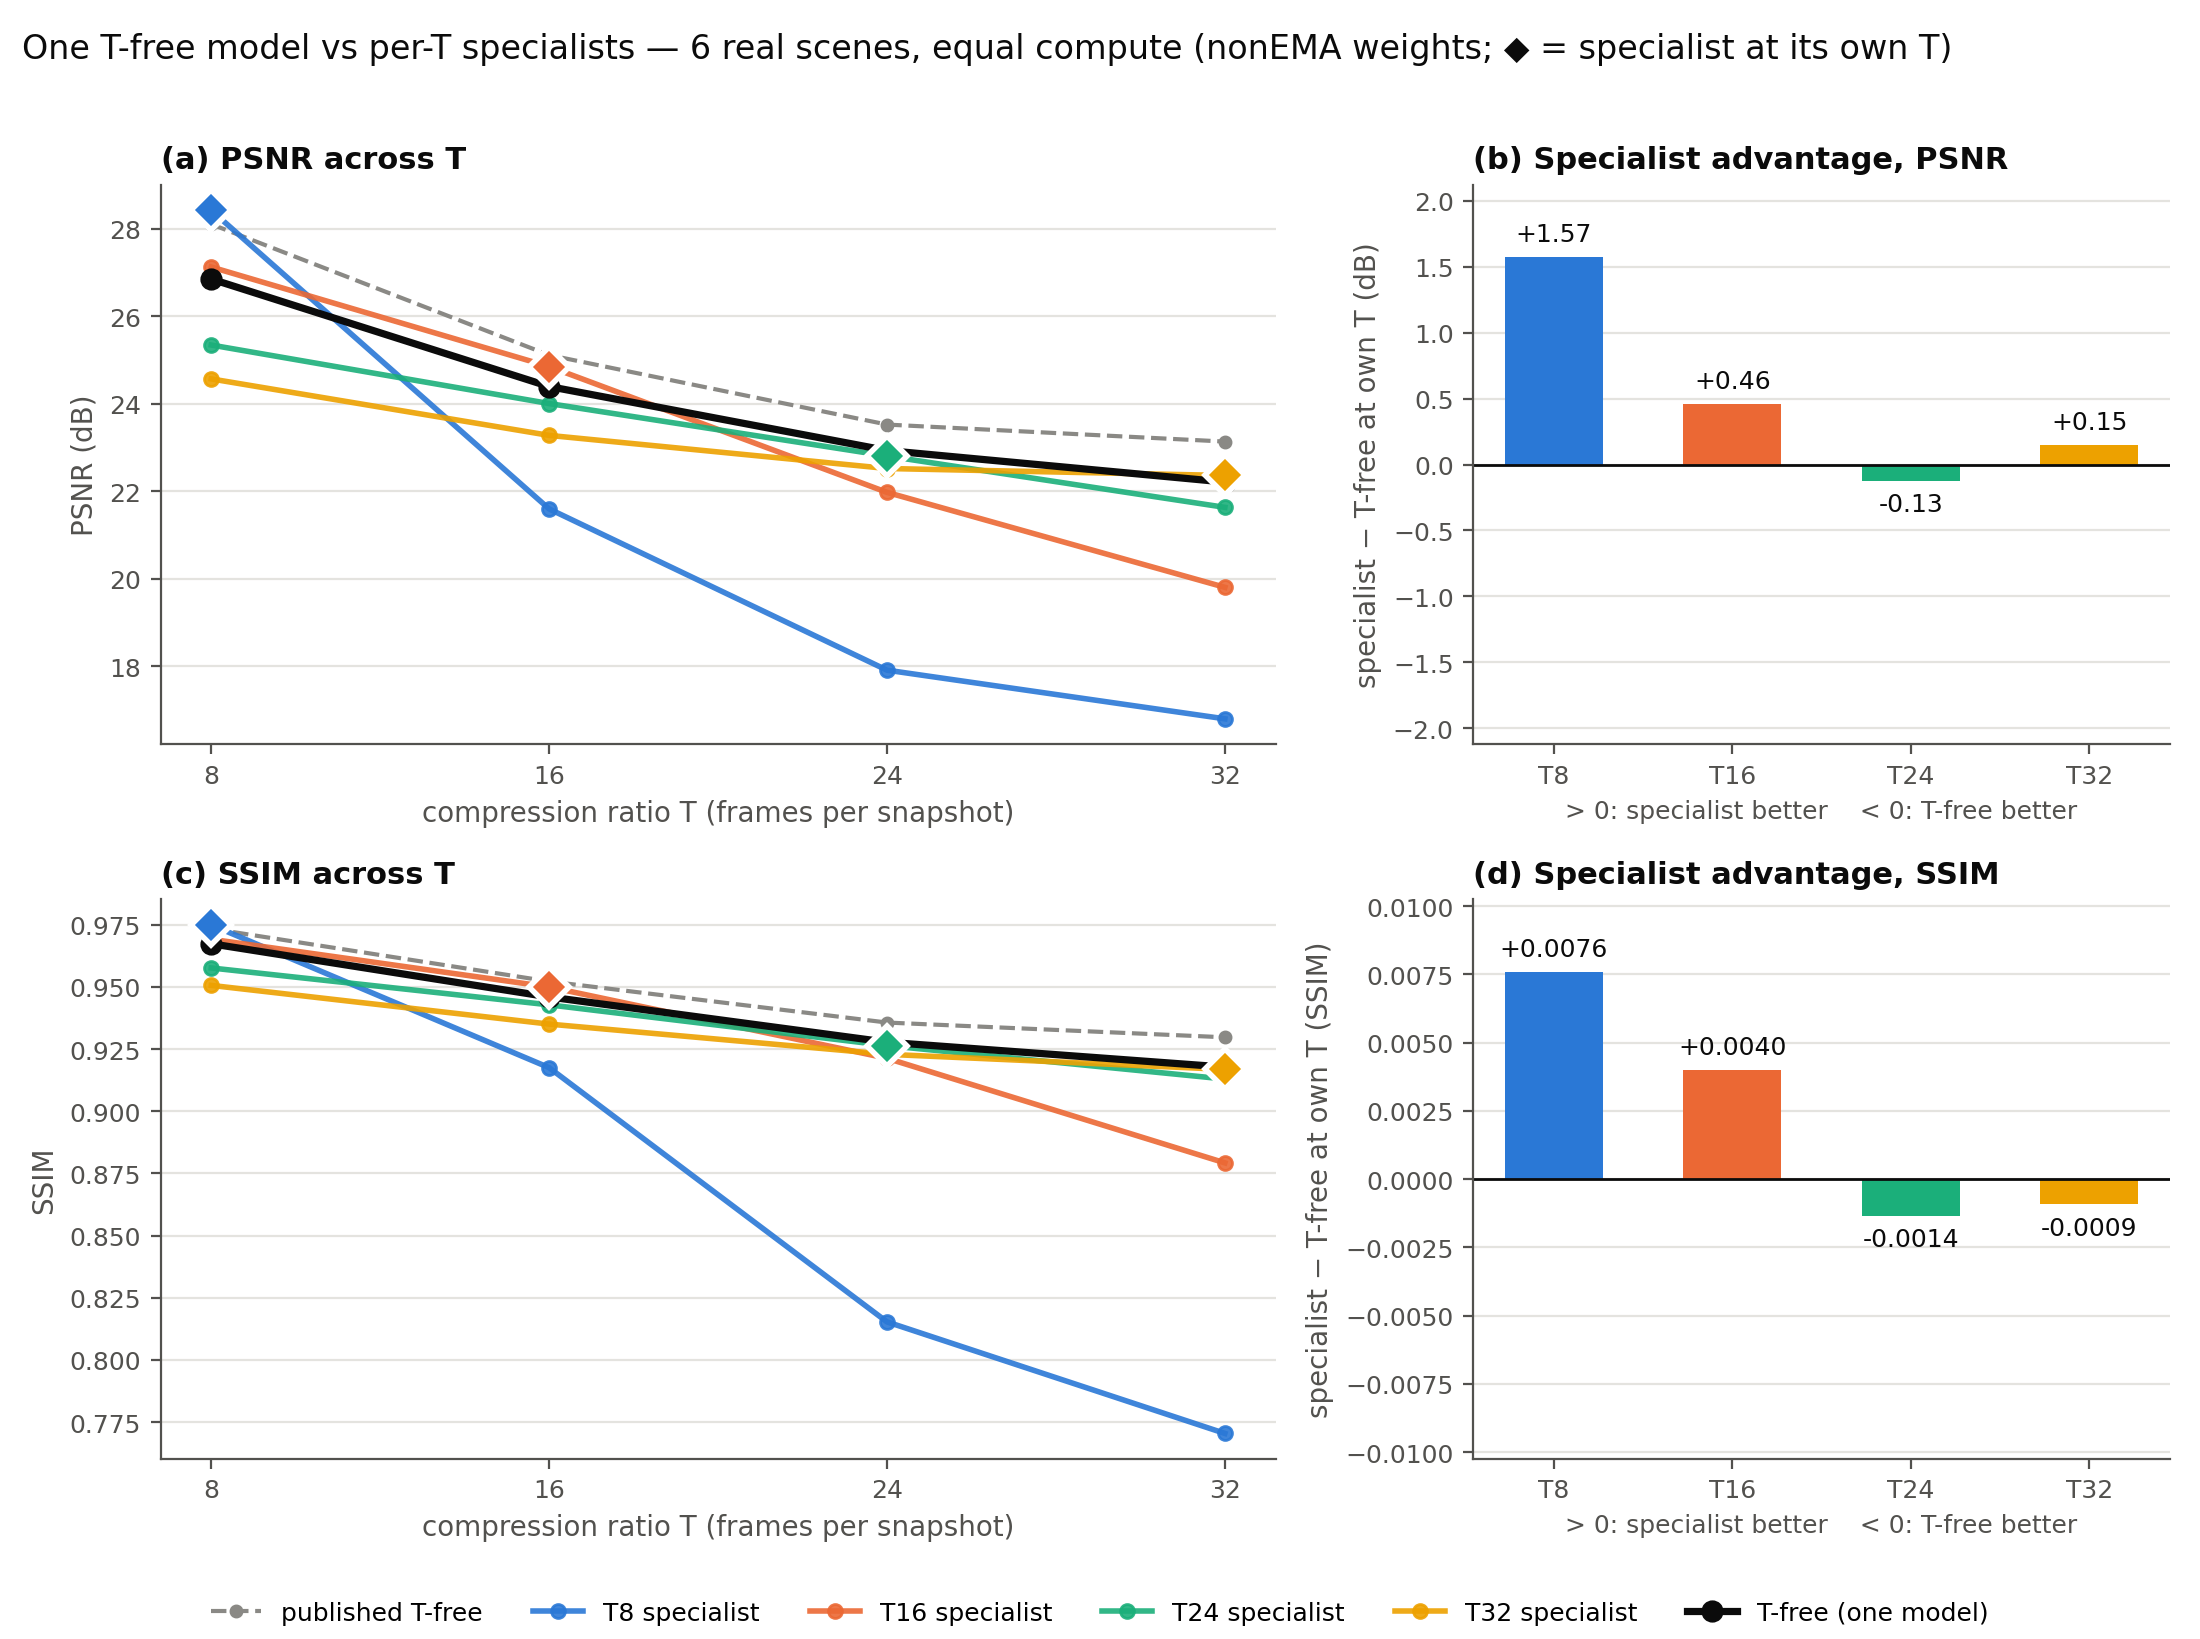 One T-free model vs per-T specialists — 6 real scenes, equal compute (nonEMA weights; ◆ = specialist at its own T)
(a) PSNR across T
PSNR (dB)
28
26
24
22
20
18
8
16
24
32
compression ratio T (frames per snapshot)
(b) Specialist advantage, PSNR
specialist − T-free at own T (dB)
2.0
1.5
1.0
0.5
0.0
−0.5
−1.0
−1.5
−2.0
+1.57
+0.46
-0.13
+0.15
T8
T16
T24
T32
> 0: specialist better < 0: T-free better
(c) SSIM across T
SSIM
0.975
0.950
0.925
0.900
0.875
0.850
0.825
0.800
0.775
8
16
24
32
compression ratio T (frames per snapshot)
(d) Specialist advantage, SSIM
specialist − T-free at own T (SSIM)
0.0100
0.0075
0.0050
0.0025
0.0000
−0.0025
−0.0050
−0.0075
−0.0100
+0.0076
+0.0040
-0.0014
-0.0009
T8
T16
T24
T32
> 0: specialist better < 0: T-free better
published T-free
T8 specialist
T16 specialist
T24 specialist
T32 specialist
T-free (one model)